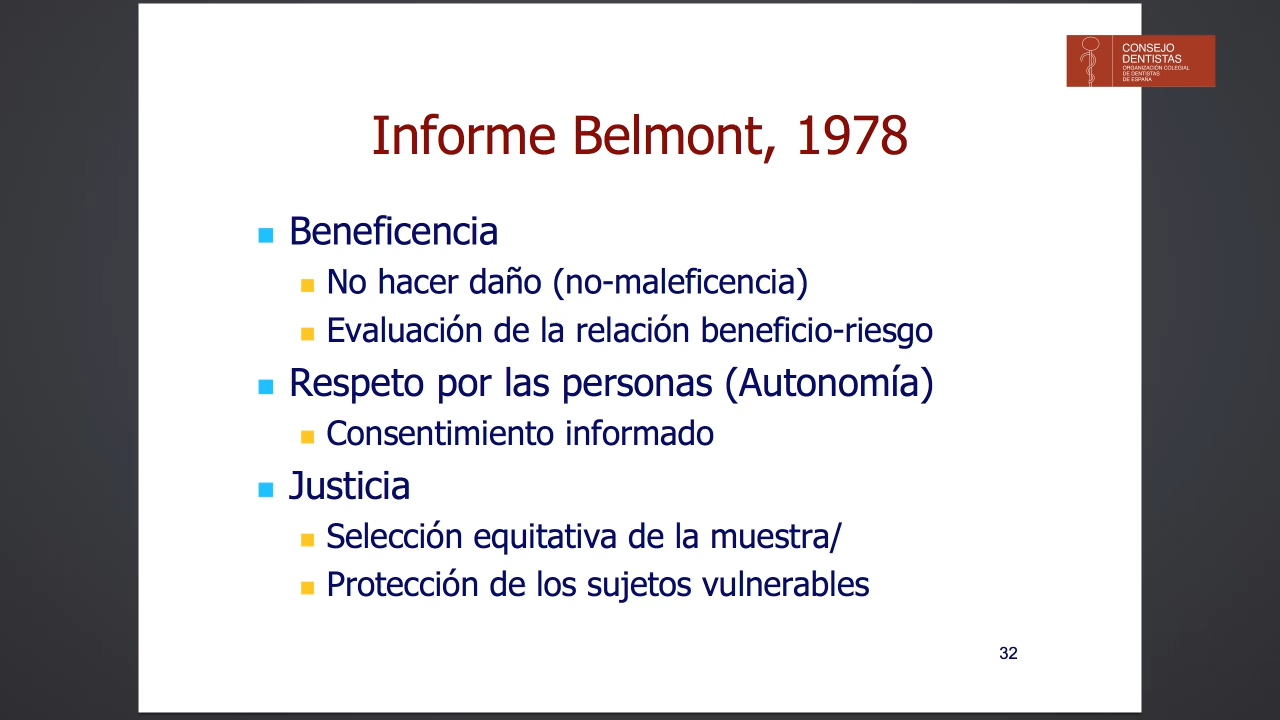 CONSEJO
DENTISTAS
ORGANIZACIÓN COLEGIAL
DE DENTISTAS
DE ESPAÑA
Informe Belmont, 1978
Beneficencia
No hacer daño (no-maleficencia)
Evaluación de la relación beneficio-riesgo
Respeto por las personas (Autonomía)
Consentimiento informado
Justicia
Selección equitativa de la muestra/
Protección de los sujetos vulnerables
32